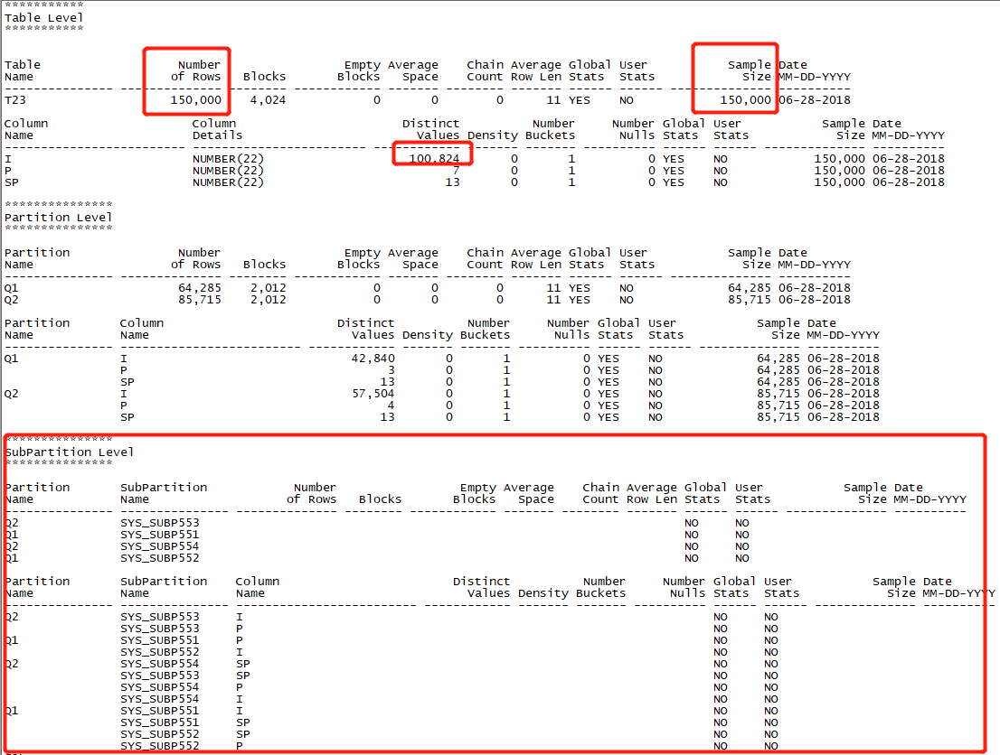 ***********
Table Level
***********
Table Number Empty Average Chain Average Global User Sample Date
Name of Rows Blocks Blocks Space Count Row Len Stats Stats Size MM-DD-YYYY
--------------- -------------- -------- ------------ ------- -------- ------- ------ ------ -------------- ----------
T23 150,000 4,024 0 0 0 11 YES NO 150,000 06-28-2018
Column Column Distinct Number Number Global User Sample Date
Name Details Values Density Buckets Nulls Stats Stats Size MM-DD-YYYY
------------------------- ------------------------ ------------ ------- ------- ------------ ------ ------ -------------- ----------
I NUMBER(22) 100,824 0 1 0 YES NO 150,000 06-28-2018
P NUMBER(22) 7 0 1 0 YES NO 150,000 06-28-2018
SP NUMBER(22) 13 0 1 0 YES NO 150,000 06-28-2018
***************
Partition Level
***************
Partition Number Empty Average Chain Average Global User Sample Date
Name of Rows Blocks Blocks Space Count Row Len Stats Stats Size MM-DD-YYYY
--------------- -------------- -------- ------------ ------- -------- ------- ------ ------ -------------- ----------
Q1 64,285 2,012 0 0 0 11 YES NO 64,285 06-28-2018
Q2 85,715 2,012 0 0 0 11 YES NO 85,715 06-28-2018
Partition Column Distinct Number Number Global User Sample Date
Name Name Values Density Buckets Nulls Stats Stats Size MM-DD-YYYY
--------------- ------------------------- ------------ ------- ------- ---------- ------ ------ -------------- ----------
Q1 I 42,840 0 1 0 YES NO 64,285 06-28-2018
P 3 0 1 0 YES NO 64,285 06-28-2018
SP 13 0 1 0 YES NO 64,285 06-28-2018
Q2 I 57,504 0 1 0 YES NO 85,715 06-28-2018
P 4 0 1 0 YES NO 85,715 06-28-2018
SP 13 0 1 0 YES NO 85,715 06-28-2018
***************
SubPartition Level
***************
Partition SubPartition Number Empty Average Chain Average Global User Sample Date
Name Name of Rows Blocks Blocks Space Count Row Len Stats Stats Size MM-DD-YYYY
--------------- --------------- -------------- -------- ------------ ------- -------- ------- ------ ------ -------------- ----------
Q2 SYS_SUBP553 NO NO
Q1 SYS_SUBP551 NO NO
Q2 SYS_SUBP554 NO NO
Q1 SYS_SUBP552 NO NO
Partition SubPartition Column Distinct Number Number Global User Sample Date
Name Name Name Values Density Buckets Nulls Stats Stats Size MM-DD-YYYY
--------------- --------------- ------------------------- ------------ ------- ------- ---------- ------ ------ -------------- ----------
Q2 SYS_SUBP553 I NO NO
SYS_SUBP553 P NO NO
Q1 SYS_SUBP551 P NO NO
SYS_SUBP552 I NO NO
Q2 SYS_SUBP554 SP NO NO
SYS_SUBP553 SP NO NO
SYS_SUBP554 P NO NO
SYS_SUBP554 I NO NO
Q1 SYS_SUBP551 I NO NO
SYS_SUBP551 SP NO NO
SYS_SUBP552 SP NO NO
SYS_SUBP552 P NO NO